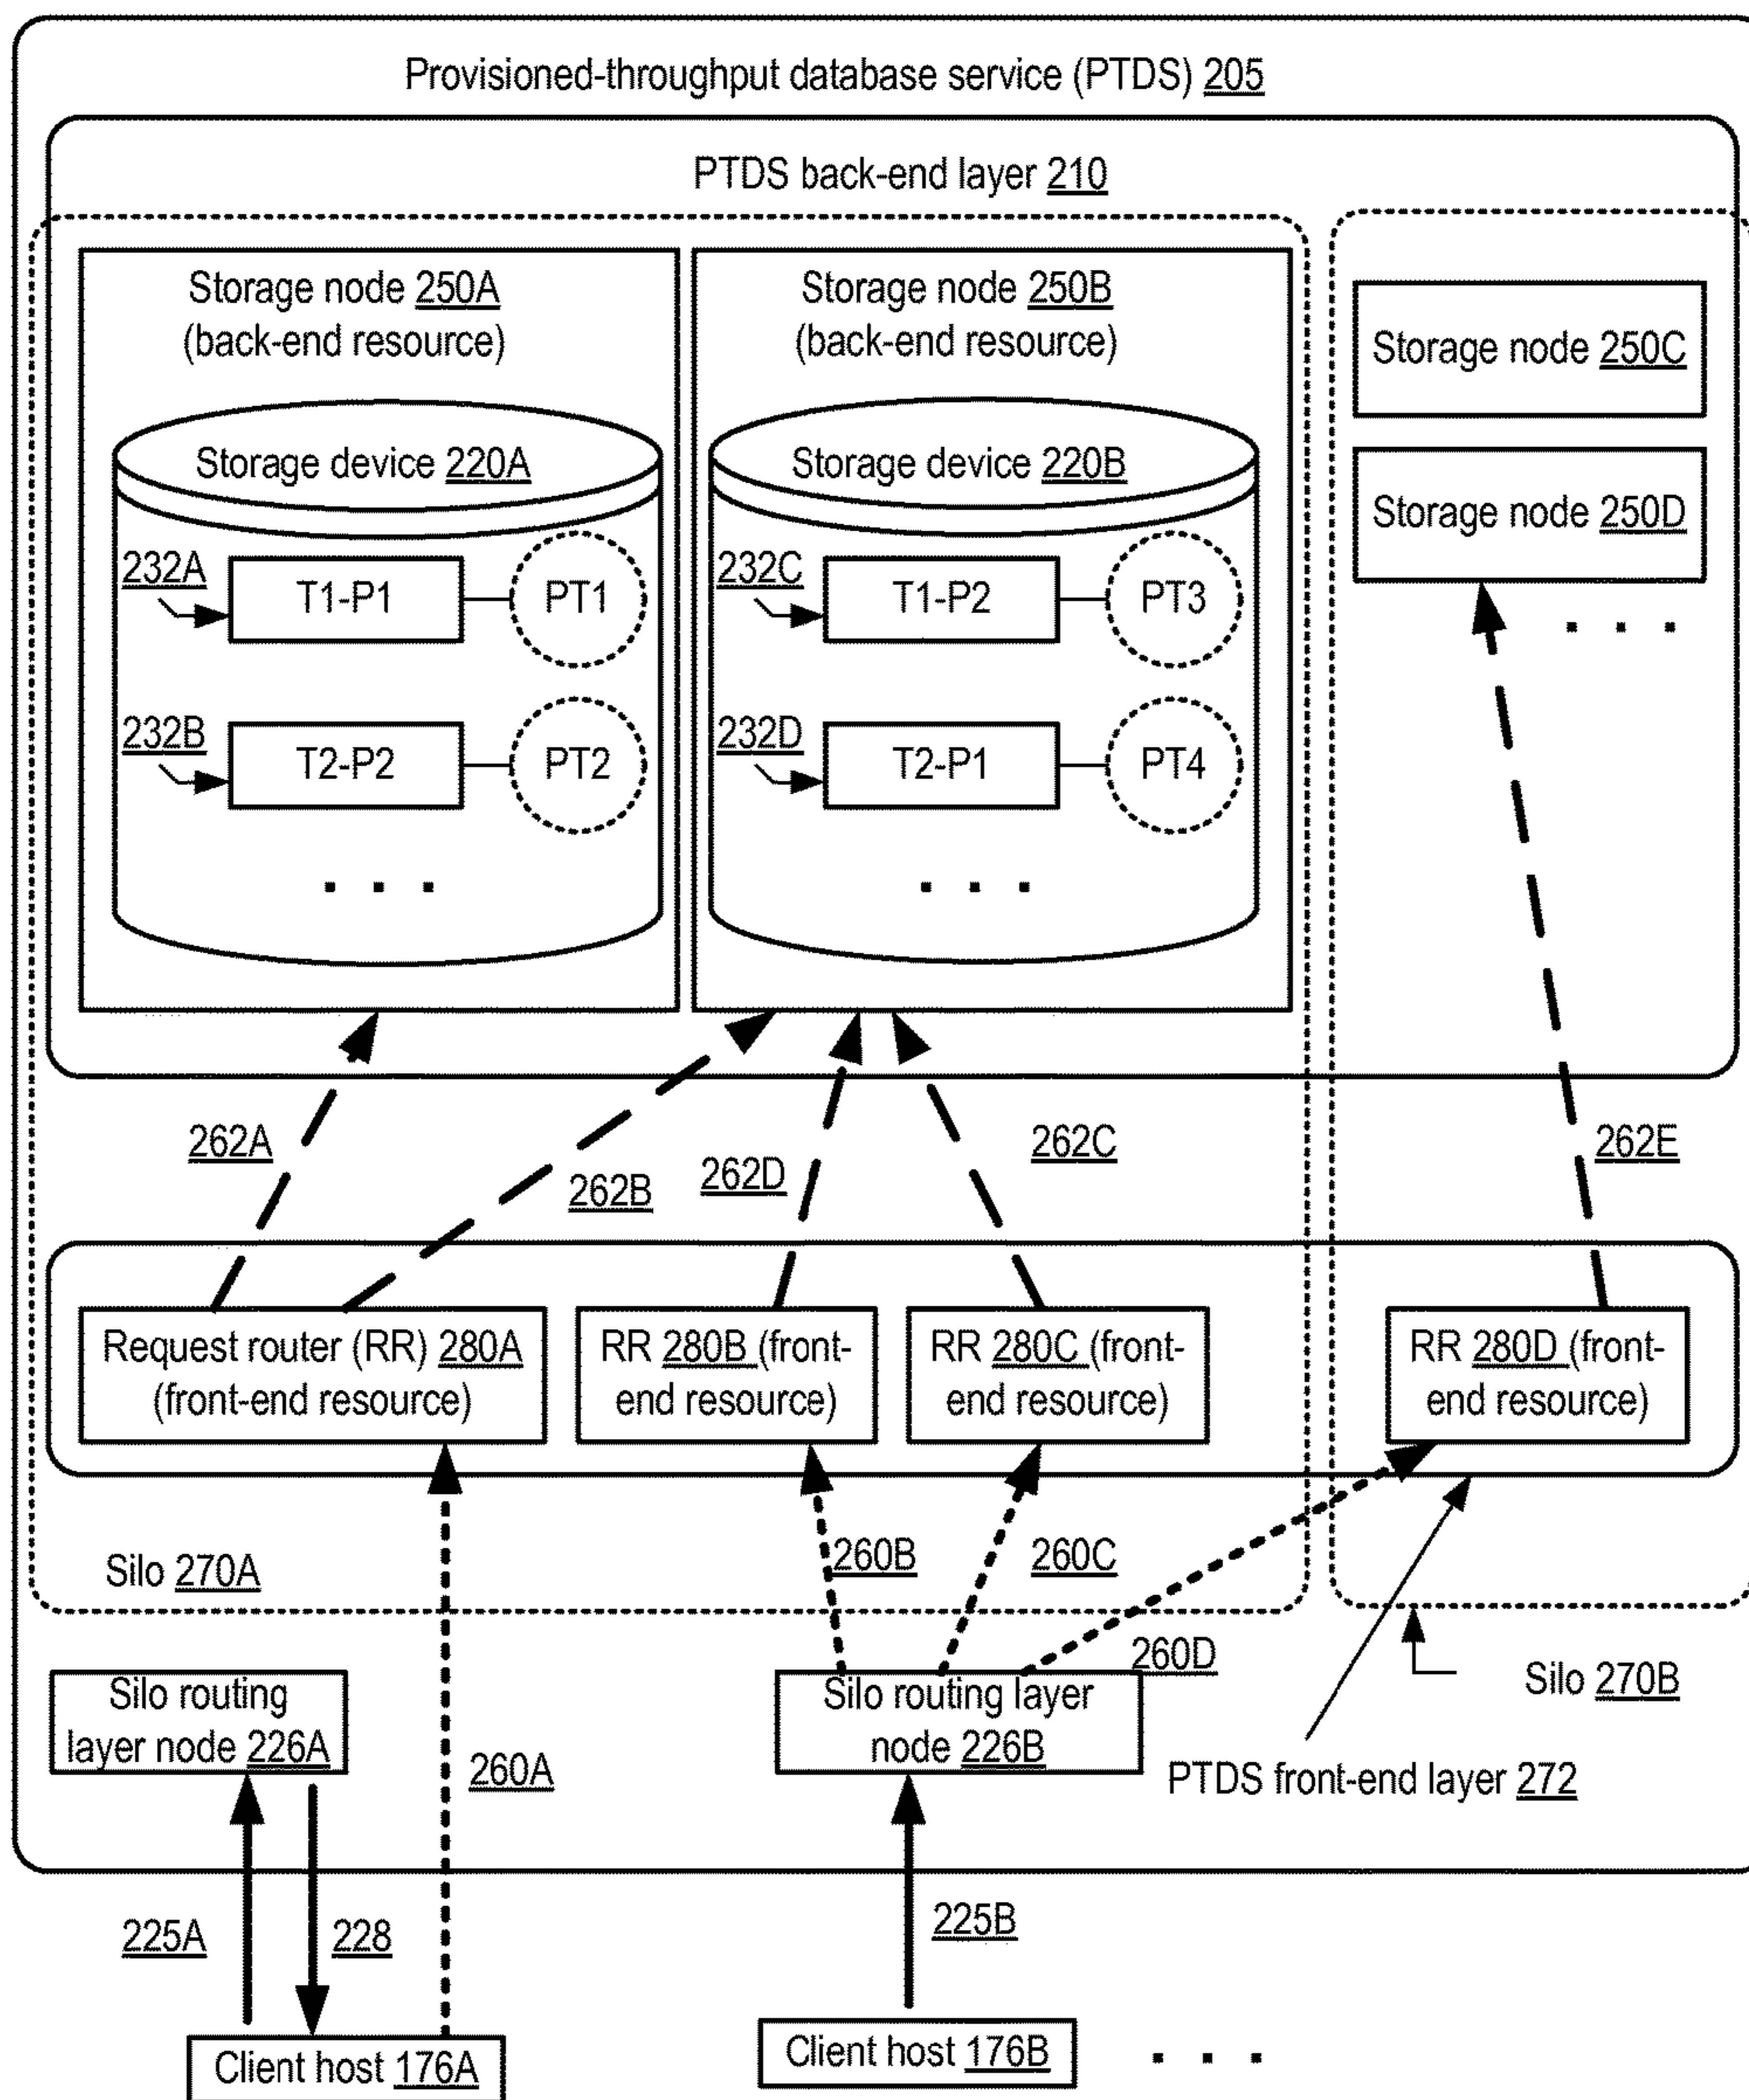 Provisioned-throughput database service (PTDS) 205
PTDS back-end layer 210
Storage node 250A
(back-end resource)
Storage device 220A
232A
T1-P1
PT1
232B
T2-P2
PT2
. . .
Storage node 250B
(back-end resource)
Storage device 220B
232C
T1-P2
PT3
232D
T2-P1
PT4
. . .
Storage node 250C
Storage node 250D
. . .
262A
262B
262D
262C
262E
Request router (RR) 280A
(front-end resource)
RR 280B (front-
end resource)
RR 280C (front-
end resource)
RR 280D (front-
end resource)
Silo 270A
260B
260C
260D
Silo 270B
Silo routing
layer node 226A
260A
Silo routing layer
node 226B
PTDS front-end layer 272
225A
228
225B
Client host 176A
Client host 176B
. . .